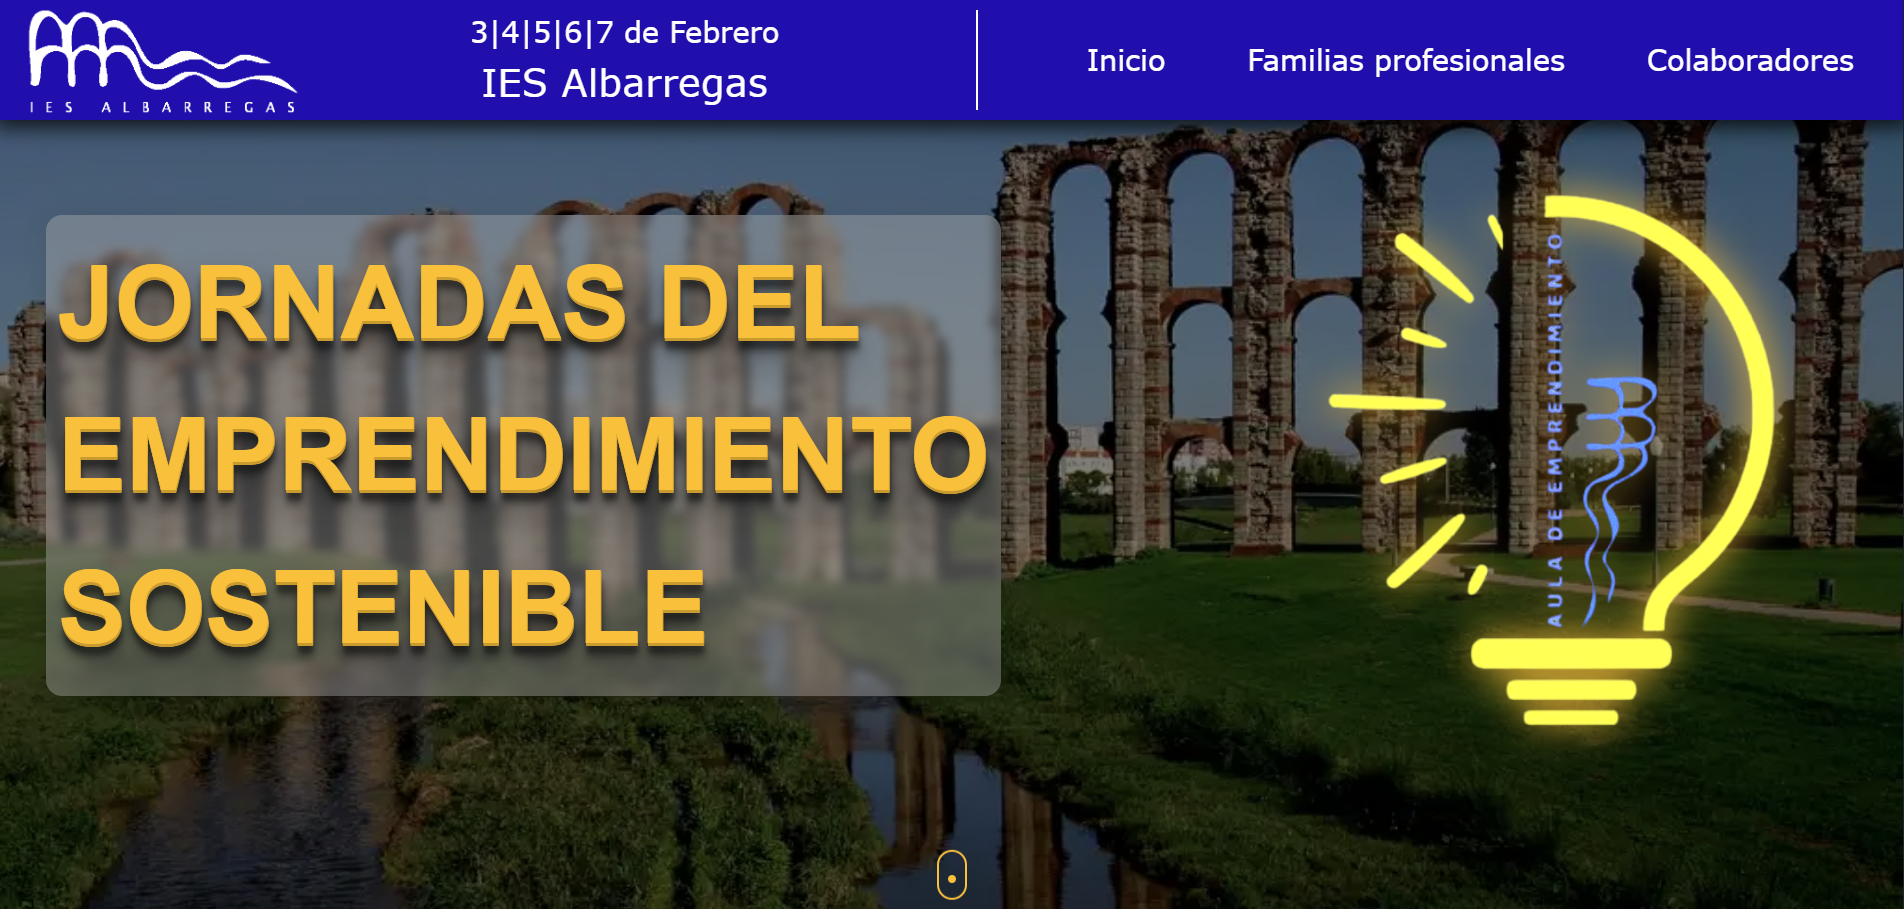 IES ALBARREGAS
3|4|5|6|7 de Febrero
IES Albarregas
Inicio
Familias profesionales
Colaboradores
JORNADAS DEL
EMPRENDIMIENTO
SOSTENIBLE
AULA DE EMPRENDIMIENTO